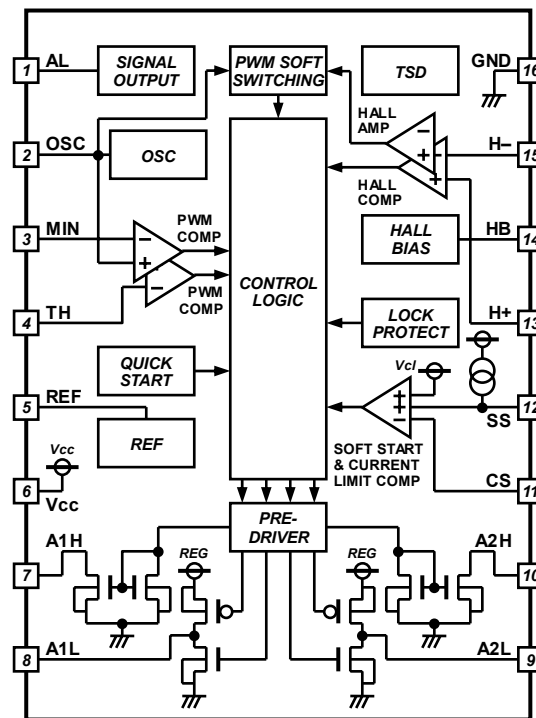 1 AL
SIGNAL
OUTPUT
PWM SOFT
SWITCHING
TSD
GND 16
2 OSC
OSC
HALL
AMP
H– 15
HALL
COMP
3 MIN
PWM
COMP
HALL
BIAS
HB 14
4 TH
PWM
COMP
CONTROL
LOGIC
LOCK
PROTECT
H+ 13
QUICK
START
Vcl
5 REF
REF
SS 12
SOFT START
& CURRENT
LIMIT COMP
CS 11
Vcc
6 Vcc
PRE-
DRIVER
7 A1H
REG
REG
A2H 10
8 A1L
A2L 9